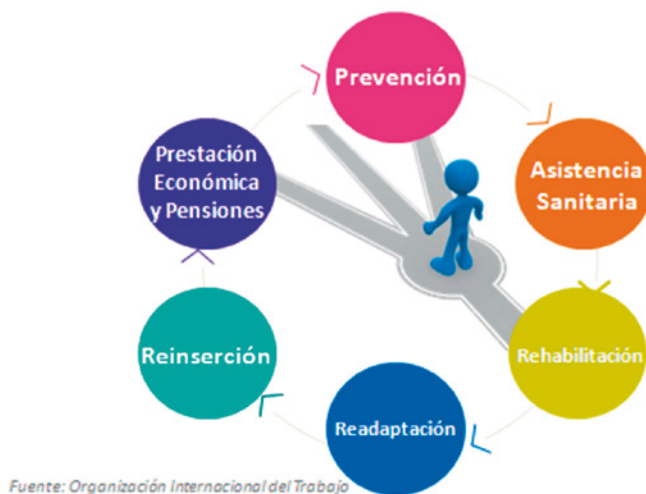 Prevención
Asistencia
Sanitaria
Rehabilitación
Readaptación
Reinserción
Prestación
Económica
y Pensiones
Fuente: Organización Internacional del Trabajo